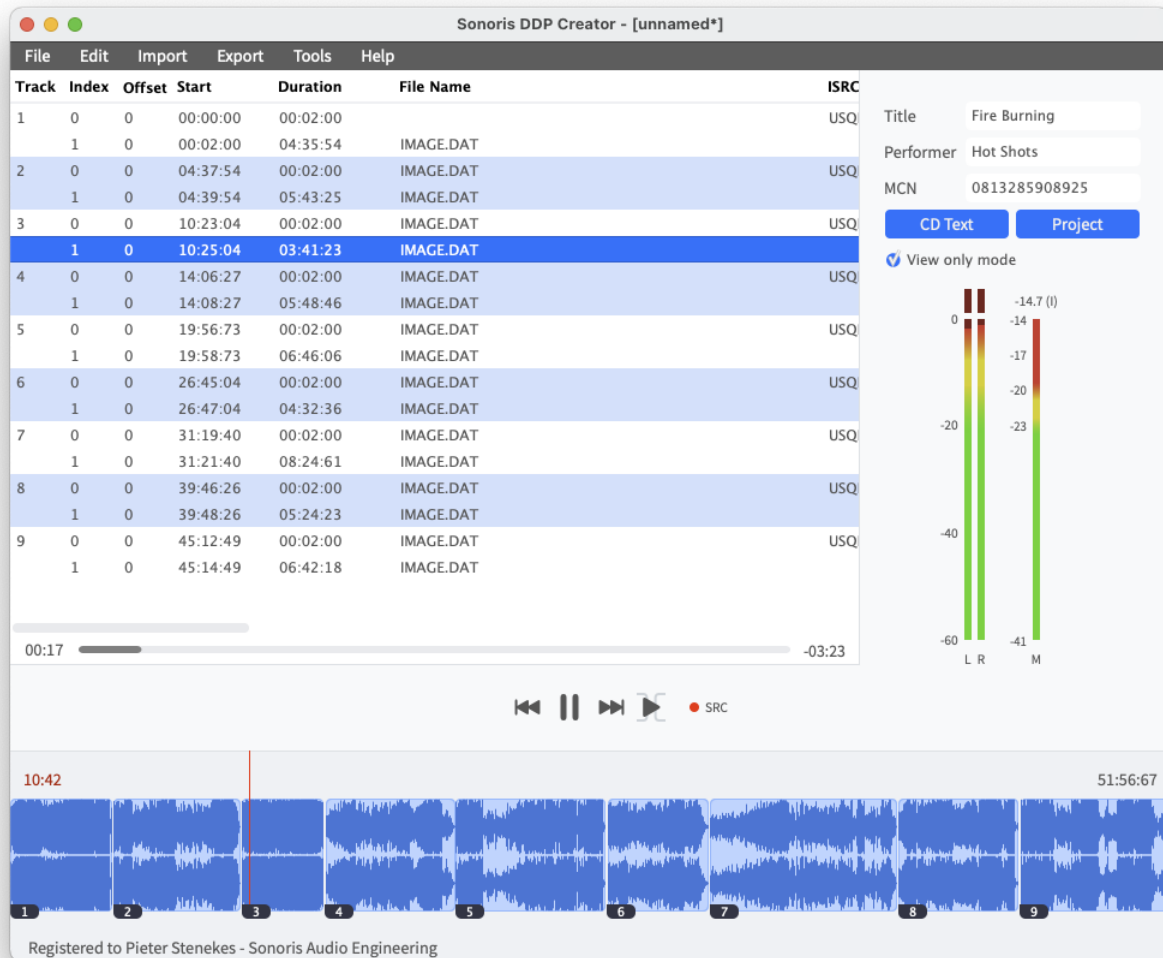 Sonoris DDP Creator - [unnamed*]
File Edit Import Export Tools Help
Track Index Offset Start Duration File Name ISRC
1 0 0 00:00:00 00:02:00 USQ
1 0 00:02:00 04:35:54 IMAGE.DAT
2 0 0 04:37:54 00:02:00 IMAGE.DAT USQ
1 0 04:39:54 05:43:25 IMAGE.DAT
3 0 0 10:23:04 00:02:00 IMAGE.DAT USQ
1 0 10:25:04 03:41:23 IMAGE.DAT
4 0 0 14:06:27 00:02:00 IMAGE.DAT USQ
1 0 14:08:27 05:48:46 IMAGE.DAT
5 0 0 19:56:73 00:02:00 IMAGE.DAT USQ
1 0 19:58:73 06:46:06 IMAGE.DAT
6 0 0 26:45:04 00:02:00 IMAGE.DAT USQ
1 0 26:47:04 04:32:36 IMAGE.DAT
7 0 0 31:19:40 00:02:00 IMAGE.DAT USQ
1 0 31:21:40 08:24:61 IMAGE.DAT
8 0 0 39:46:26 00:02:00 IMAGE.DAT USQ
1 0 39:48:26 05:24:23 IMAGE.DAT
9 0 0 45:12:49 00:02:00 IMAGE.DAT USQ
1 0 45:14:49 06:42:18 IMAGE.DAT
00:17 -03:23
Title Fire Burning
Performer Hot Shots
MCN 0813285908925
CD Text Project
View only mode
-14.7 (I)
0 -14
-17
-20
-20 -23
-40
-60 -41
L R M
SRC
10:42 51:56:67
1 2 3 4 5 6 7 8 9
Registered to Pieter Stenekes - Sonoris Audio Engineering